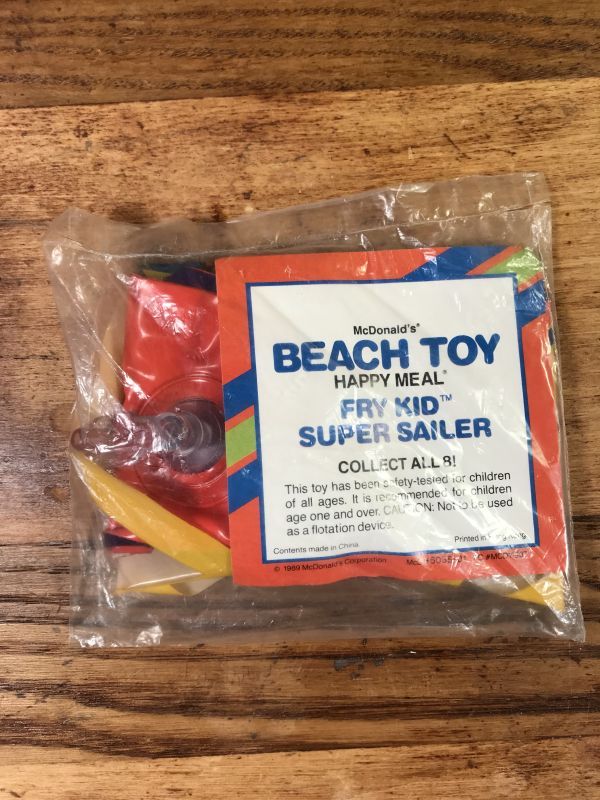 McDonald's®
BEACH TOY
HAPPY MEAL®
FRY KID™
SUPER SAILER
COLLECT ALL 8!
This toy has been safety-tested for children
of all ages. It is recommended for children
age one and over. CAUTION: Not to be used
as a flotation device.
Printed in
Contents made in China
© 1989 McDonald's Corporation